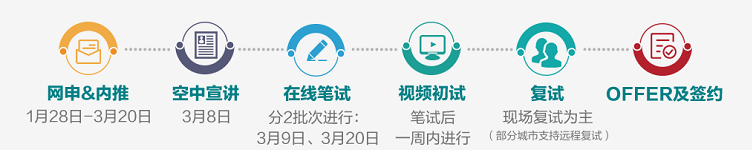 网申&内推
1月28日-3月20日
空中宣讲
3月8日
在线笔试
分2批次进行：
3月9日、3月20日
视频初试
笔试后
一周内进行
复试
现场复试为主
（部分城市支持远程复试）
OFFER及签约